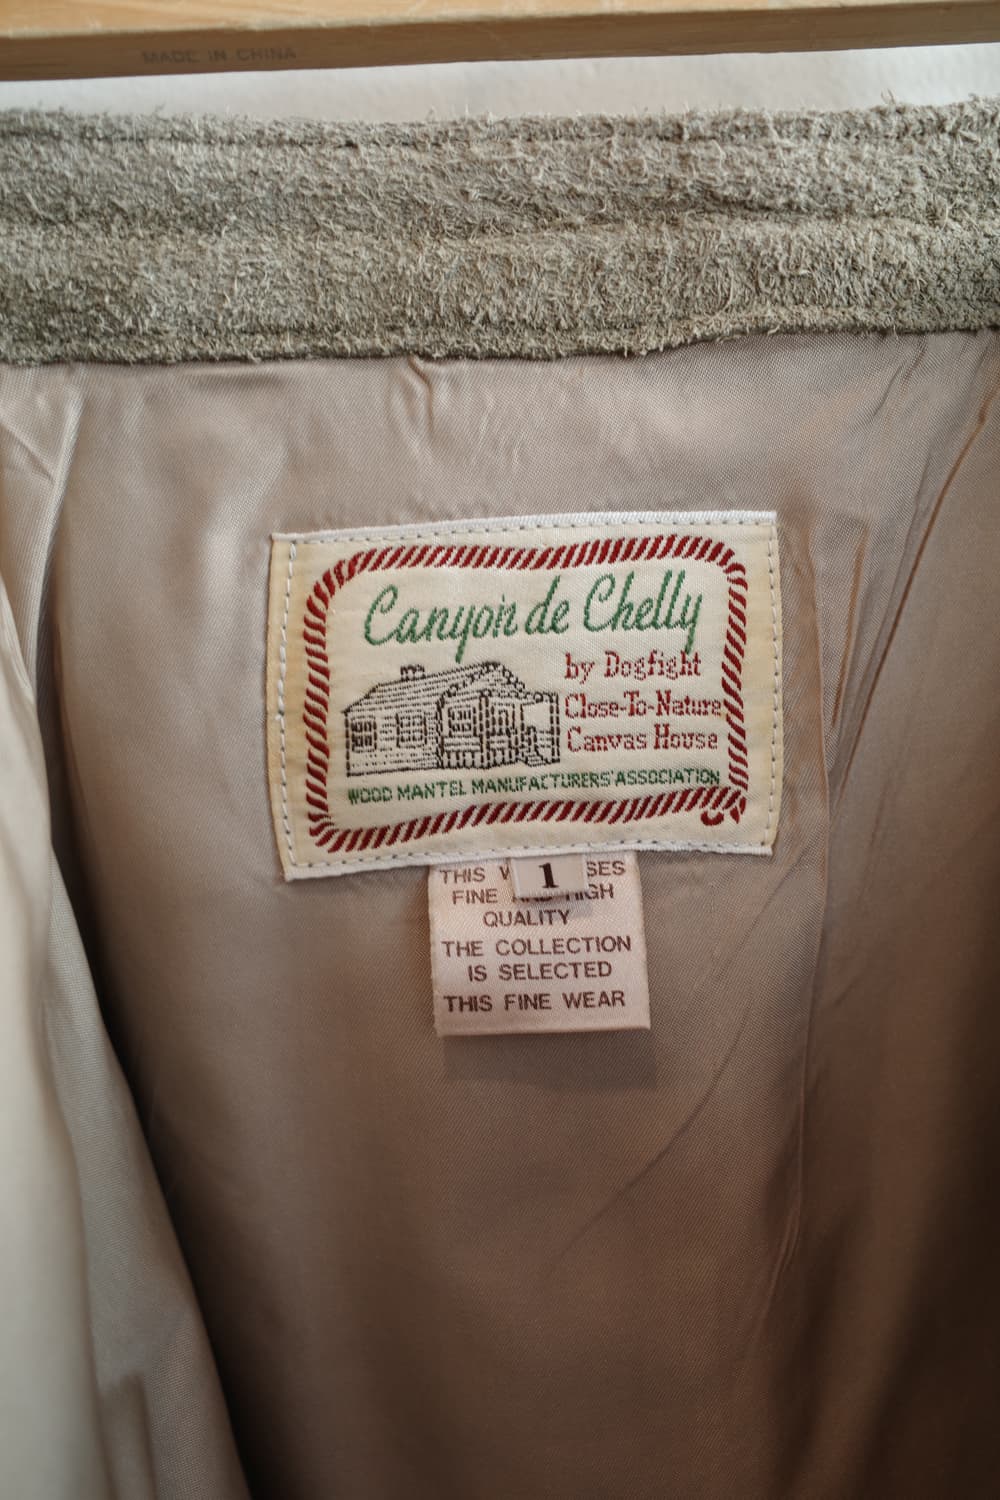 MADE IN CHINA
Canyon de Chelly
by Dogfight
Close-To-Nature
Canvas House
WOOD MANTEL MANUFACTURERS' ASSOCIATION
1
THIS
FINE HIGH
QUALITY
THE COLLECTION
IS SELECTED
THIS FINE WEAR